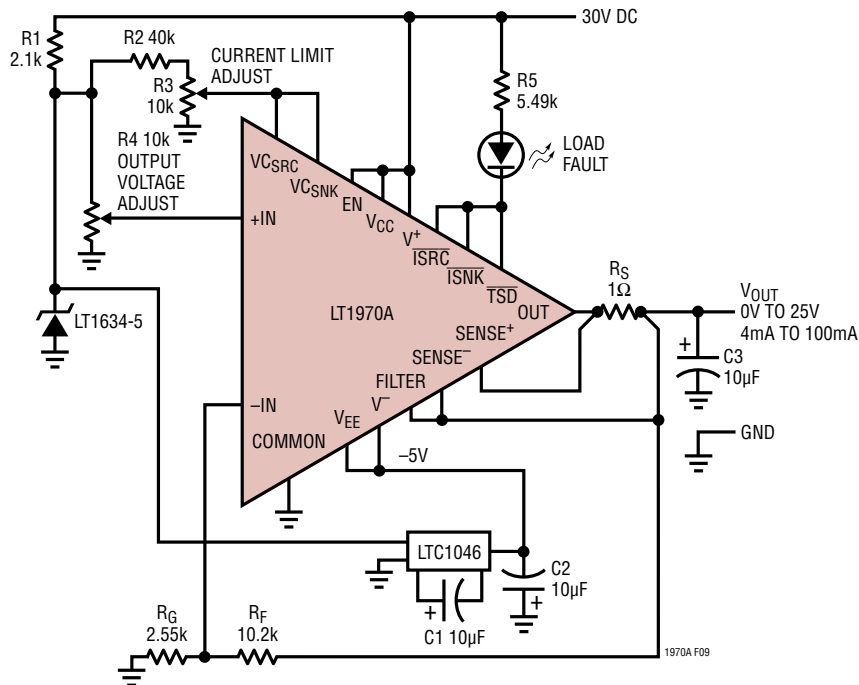 30V DC
R1
2.1k
R2 40k
R3
10k
CURRENT LIMIT
ADJUST
R5
5.49k
LOAD
FAULT
R4 10k
OUTPUT
VOLTAGE
ADJUST
VCSRC
VCSNK
EN
VCC
V+
ISRC
ISNK
TSD
+IN
OUT
LT1970A
RS
1Ω
VOUT
0V TO 25V
4mA TO 100mA
LT1634-5
SENSE+
SENSE–
FILTER
V–
VEE
–IN
COMMON
+
C3
10µF
GND
–5V
LTC1046
C2
10µF
+
+
C1 10µF
RG
2.55k
RF
10.2k
1970A F09